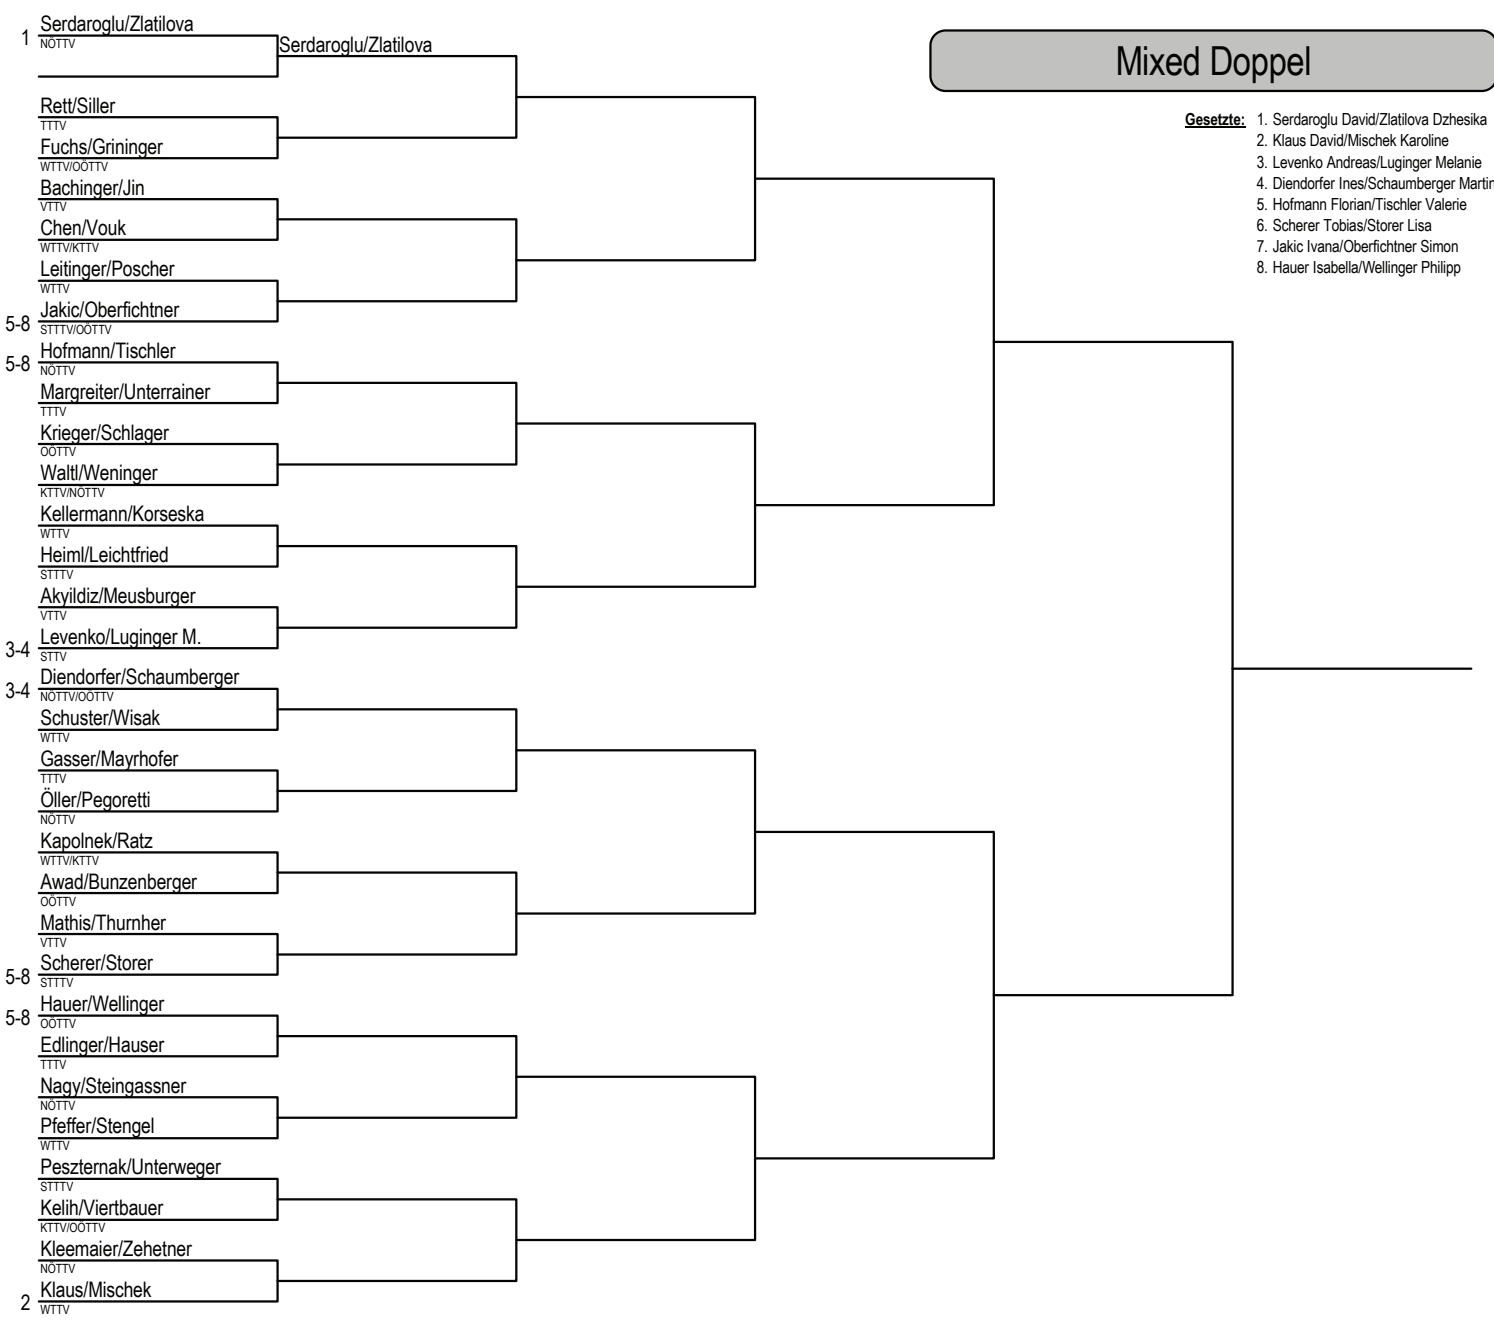 Mixed Doppel
Gesetzte: 1. Serdaroglu David/Zlatilova Dzhesika
2. Klaus David/Mischek Karoline
3. Levenko Andreas/Luginger Melanie
4. Diendorfer Ines/Schaumberger Martin
5. Hofmann Florian/Tischler Valerie
6. Scherer Tobias/Storer Lisa
7. Jakic Ivana/Oberfichtner Simon
8. Hauer Isabella/Wellinger Philipp
1 Serdaroglu/Zlatilova
NÖTTV
Serdaroglu/Zlatilova
Rett/Siller
TTTV
Fuchs/Grininger
WTTV/OÖTTV
Bachinger/Jin
VTTV
Chen/Vouk
WTTV/KTTV
Leitinger/Poscher
WTTV
5-8 Jakic/Oberfichtner
STTTV/OÖTTV
5-8 Hofmann/Tischler
NÖTTV
Margreiter/Unterrainer
TTTV
Krieger/Schlager
OÖTTV
Waltl/Weninger
KTTV/NÖTTV
Kellermann/Korseska
WTTV
Heiml/Leichtfried
STTTV
Akyildiz/Meusburger
VTTV
3-4 Levenko/Luginger M.
STTV
3-4 Diendorfer/Schaumberger
NÖTTV/OÖTTV
Schuster/Wisak
WTTV
Gasser/Mayrhofer
TTTV
Öller/Pegoretti
NÖTTV
Kapolnek/Ratz
WTTV/KTTV
Awad/Bunzenberger
OÖTTV
Mathis/Thurnher
VTTV
5-8 Scherer/Storer
STTTV
5-8 Hauer/Wellinger
OÖTTV
Edlinger/Hauser
TTTV
Nagy/Steingassner
NÖTTV
Pfeffer/Stengel
WTTV
Peszternak/Unterweger
STTTV
Kelih/Viertbauer
KTTV/OÖTTV
Kleemaier/Zehetner
NÖTTV
2 Klaus/Mischek
WTTV